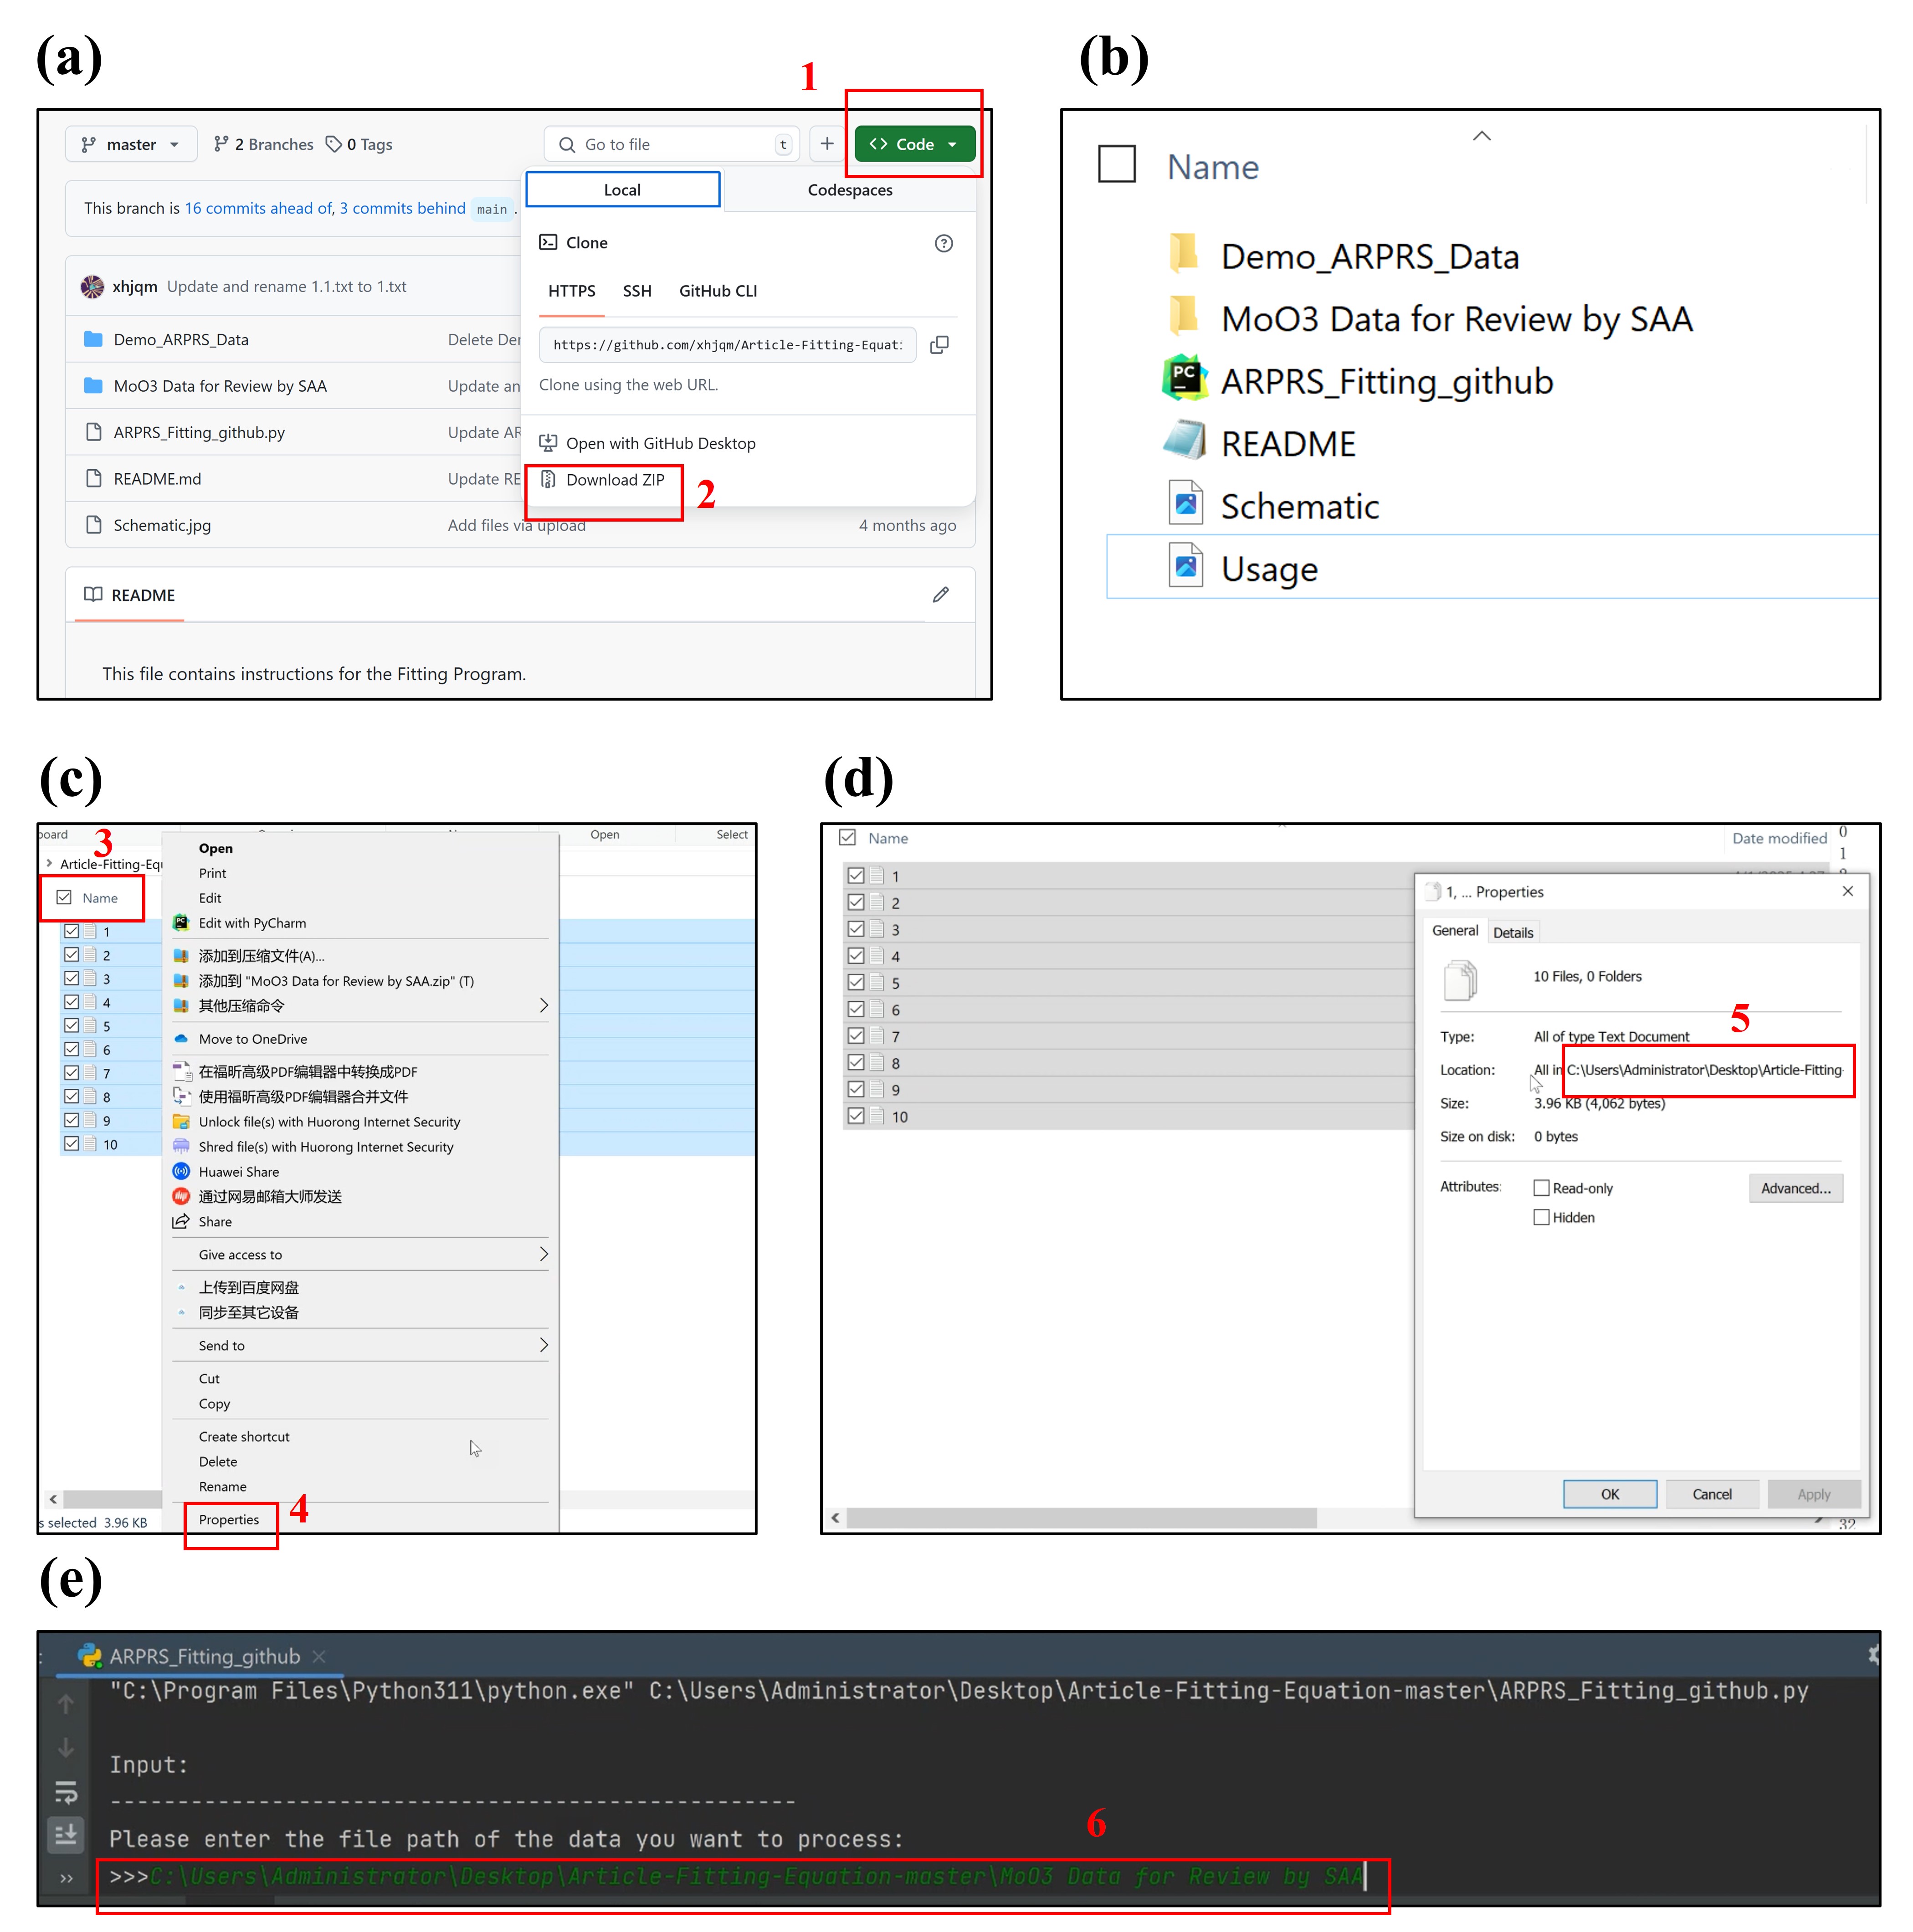 (a)
1
master
2 Branches
0 Tags
Go to file
t
Code
Local
Codespaces
This branch is 16 commits ahead of, 3 commits behind main .
Clone
xhjqm Update and rename 1.1.txt to 1.txt
HTTPS SSH GitHub CLI
Demo_ARPRS_Data
Delete
https://github.com/xhjqm/Article-Fitting-Equati
MoO3 Data for Review by SAA
Update
Clone using the web URL.
ARPRS_Fitting_github.py
Update
Open with GitHub Desktop
README.md
Update
Download ZIP
2
Schematic.jpg
Add files via upload
4 months ago
README
This file contains instructions for the Fitting Program.
(b)
Name
Demo_ARPRS_Data
MoO3 Data for Review by SAA
PC
ARPRS_Fitting_github
README
Schematic
Usage
(c)
3
board
Open
Select
Article-Fitting-Equ
Name
1
2
3
4
5
6
7
8
9
10
Open
Print
Edit
Edit with PyCharm
添加到压缩文件(A)...
添加到 "MoO3 Data for Review by SAA.zip" (T)
其他压缩命令
Move to OneDrive
在福昕高级PDF编辑器中转换成PDF
使用福昕高级PDF编辑器合并文件
Unlock file(s) with Huorong Internet Security
Shred file(s) with Huorong Internet Security
Huawei Share
通过网易邮箱大师发送
Share
Give access to
上传到百度网盘
同步至其它设备
Send to
Cut
Copy
Create shortcut
Delete
Rename
Properties
4
s selected 3.96 KB
(d)
Name
Date modified
0
1
1
2
3
4
5
6
7
8
9
10
1, ... Properties
General
Details
10 Files, 0 Folders
5
Type: All of type Text Document
Location: All in C:\Users\Administrator\Desktop\Article-Fitting-
Size: 3.96 KB (4,062 bytes)
Size on disk: 0 bytes
Attributes: Read-only
Advanced...
Hidden
OK
Cancel
Apply
32
(e)
ARPRS_Fitting_github
"C:\Program Files\Python311\python.exe" C:\Users\Administrator\Desktop\Article-Fitting-Equation-master\ARPRS_Fitting_github.py
Input:
---------------------------------------------------
Please enter the file path of the data you want to process:
6
>>>C:\Users\Administrator\Desktop\Article-Fitting-Equation-master\MoO3 Data for Review by SAA